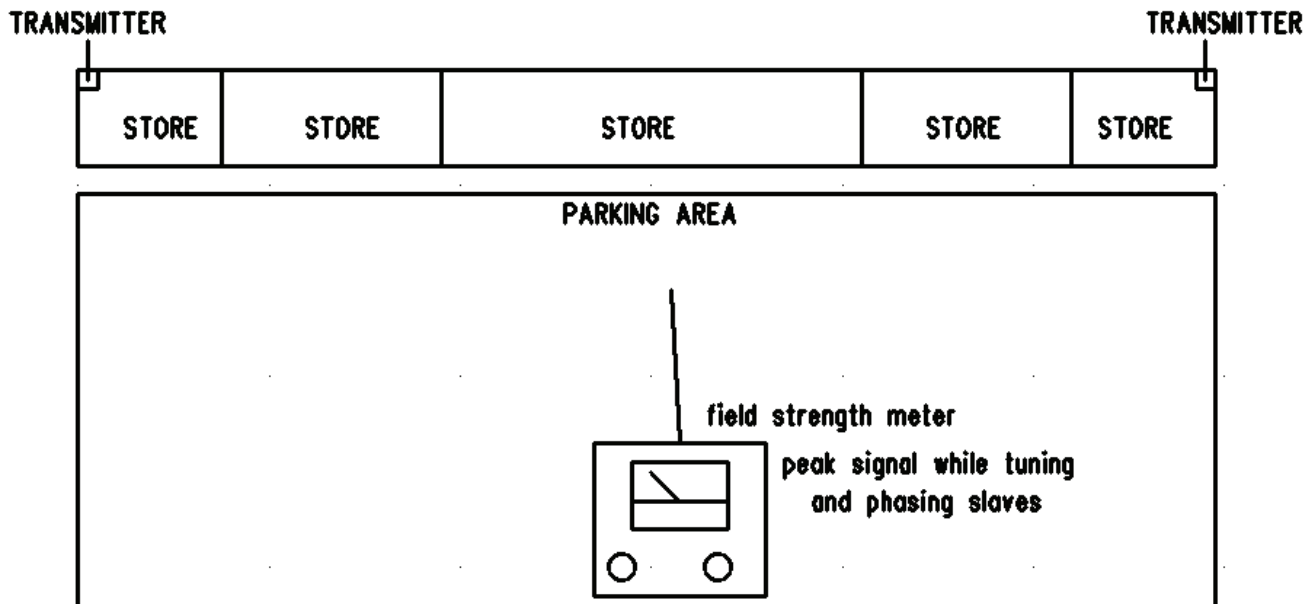 TRANSMITTER TRANSMITTER
STORE STORE STORE STORE STORE
PARKING AREA
field strength meter
peak signal while tuning
and phasing slaves